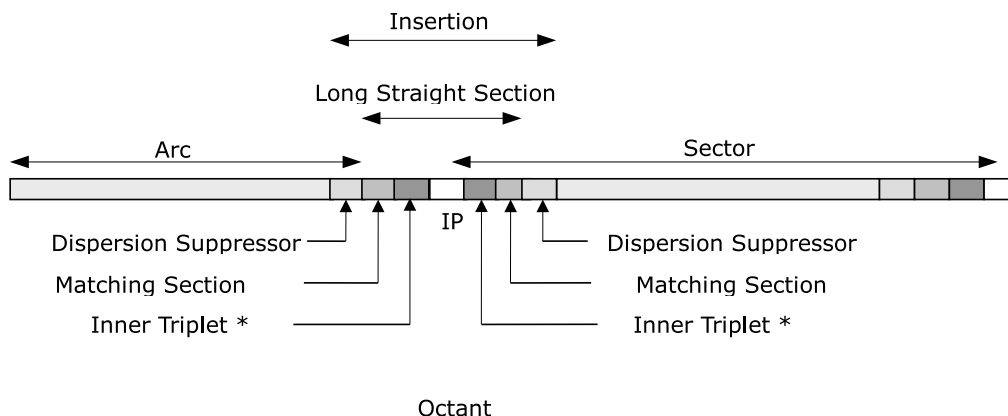 Insertion
Long Straight Section
Arc
Sector
IP
Dispersion Suppressor
Dispersion Suppressor
Matching Section
Matching Section
Inner Triplet *
Inner Triplet *
Octant